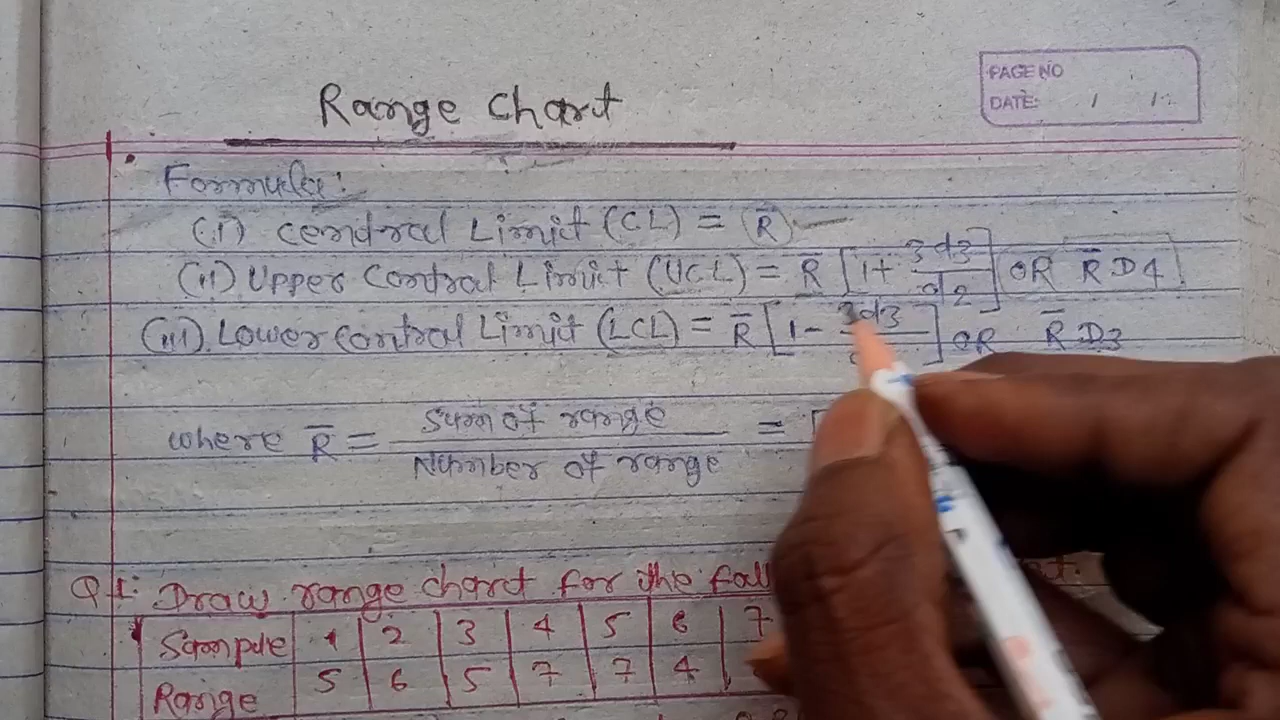 PAGE NO
DATE: / /
Range Chart
Formula:
(i) Central Limit (CL) = (R̄)
(ii) Upper Control Limit (UCL) = R̄ [1+ 3d3/d2] OR R̄ D4
(iii). Lower control Limit (LCL) = R̄ [1- 3d3/ ] OR R̄.D3
where R̄ = Sum of range / Number of range =
Q1: Draw range chart for the
Sample 1 2 3 4 5 6 7
Range 5 6 5 7 7 4